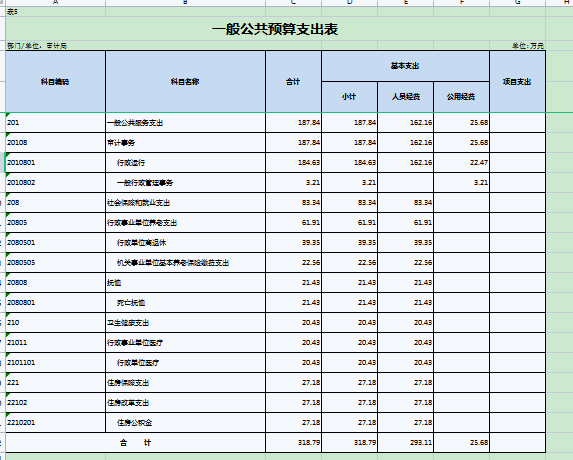 A B C D E F G H
表5
一般公共预算支出表
部门/单位：审计局 单位：万元
科目编码 科目名称 合计 基本支出 项目支出
小计 人员经费 公用经费
201 一般公共服务支出 187.84 187.84 162.16 25.68
20108 审计事务 187.84 187.84 162.16 25.68
2010801 行政运行 184.63 184.63 162.16 22.47
2010802 一般行政管理事务 3.21 3.21 3.21
208 社会保障和就业支出 83.34 83.34 83.34
20805 行政事业单位养老支出 61.91 61.91 61.91
2080501 行政单位离退休 39.35 39.35 39.35
2080505 机关事业单位基本养老保险缴费支出 22.56 22.56 22.56
20808 抚恤 21.43 21.43 21.43
2080801 死亡抚恤 21.43 21.43 21.43
210 卫生健康支出 20.43 20.43 20.43
21011 行政事业单位医疗 20.43 20.43 20.43
2101101 行政单位医疗 20.43 20.43 20.43
221 住房保障支出 27.18 27.18 27.18
22102 住房改革支出 27.18 27.18 27.18
2210201 住房公积金 27.18 27.18 27.18
合 计 318.79 318.79 293.11 25.68